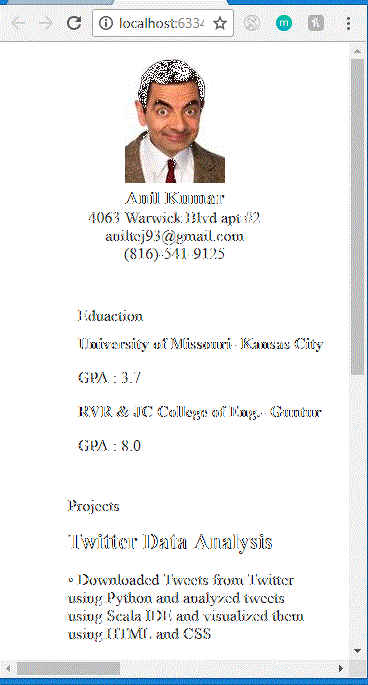 localhost:6334
m
Anil Kumar
4063 Warwick Blvd apt #2
aniltej93@gmail.com
(816)-541-9125
Eduaction
University of Missouri- Kansas City
GPA : 3.7
RVR & JC College of Eng.- Guntur
GPA : 8.0
Projects
Twitter Data Analysis
◦ Downloaded Tweets from Twitter
using Python and analyzed tweets
using Scala IDE and visualized them
using HTML and CSS